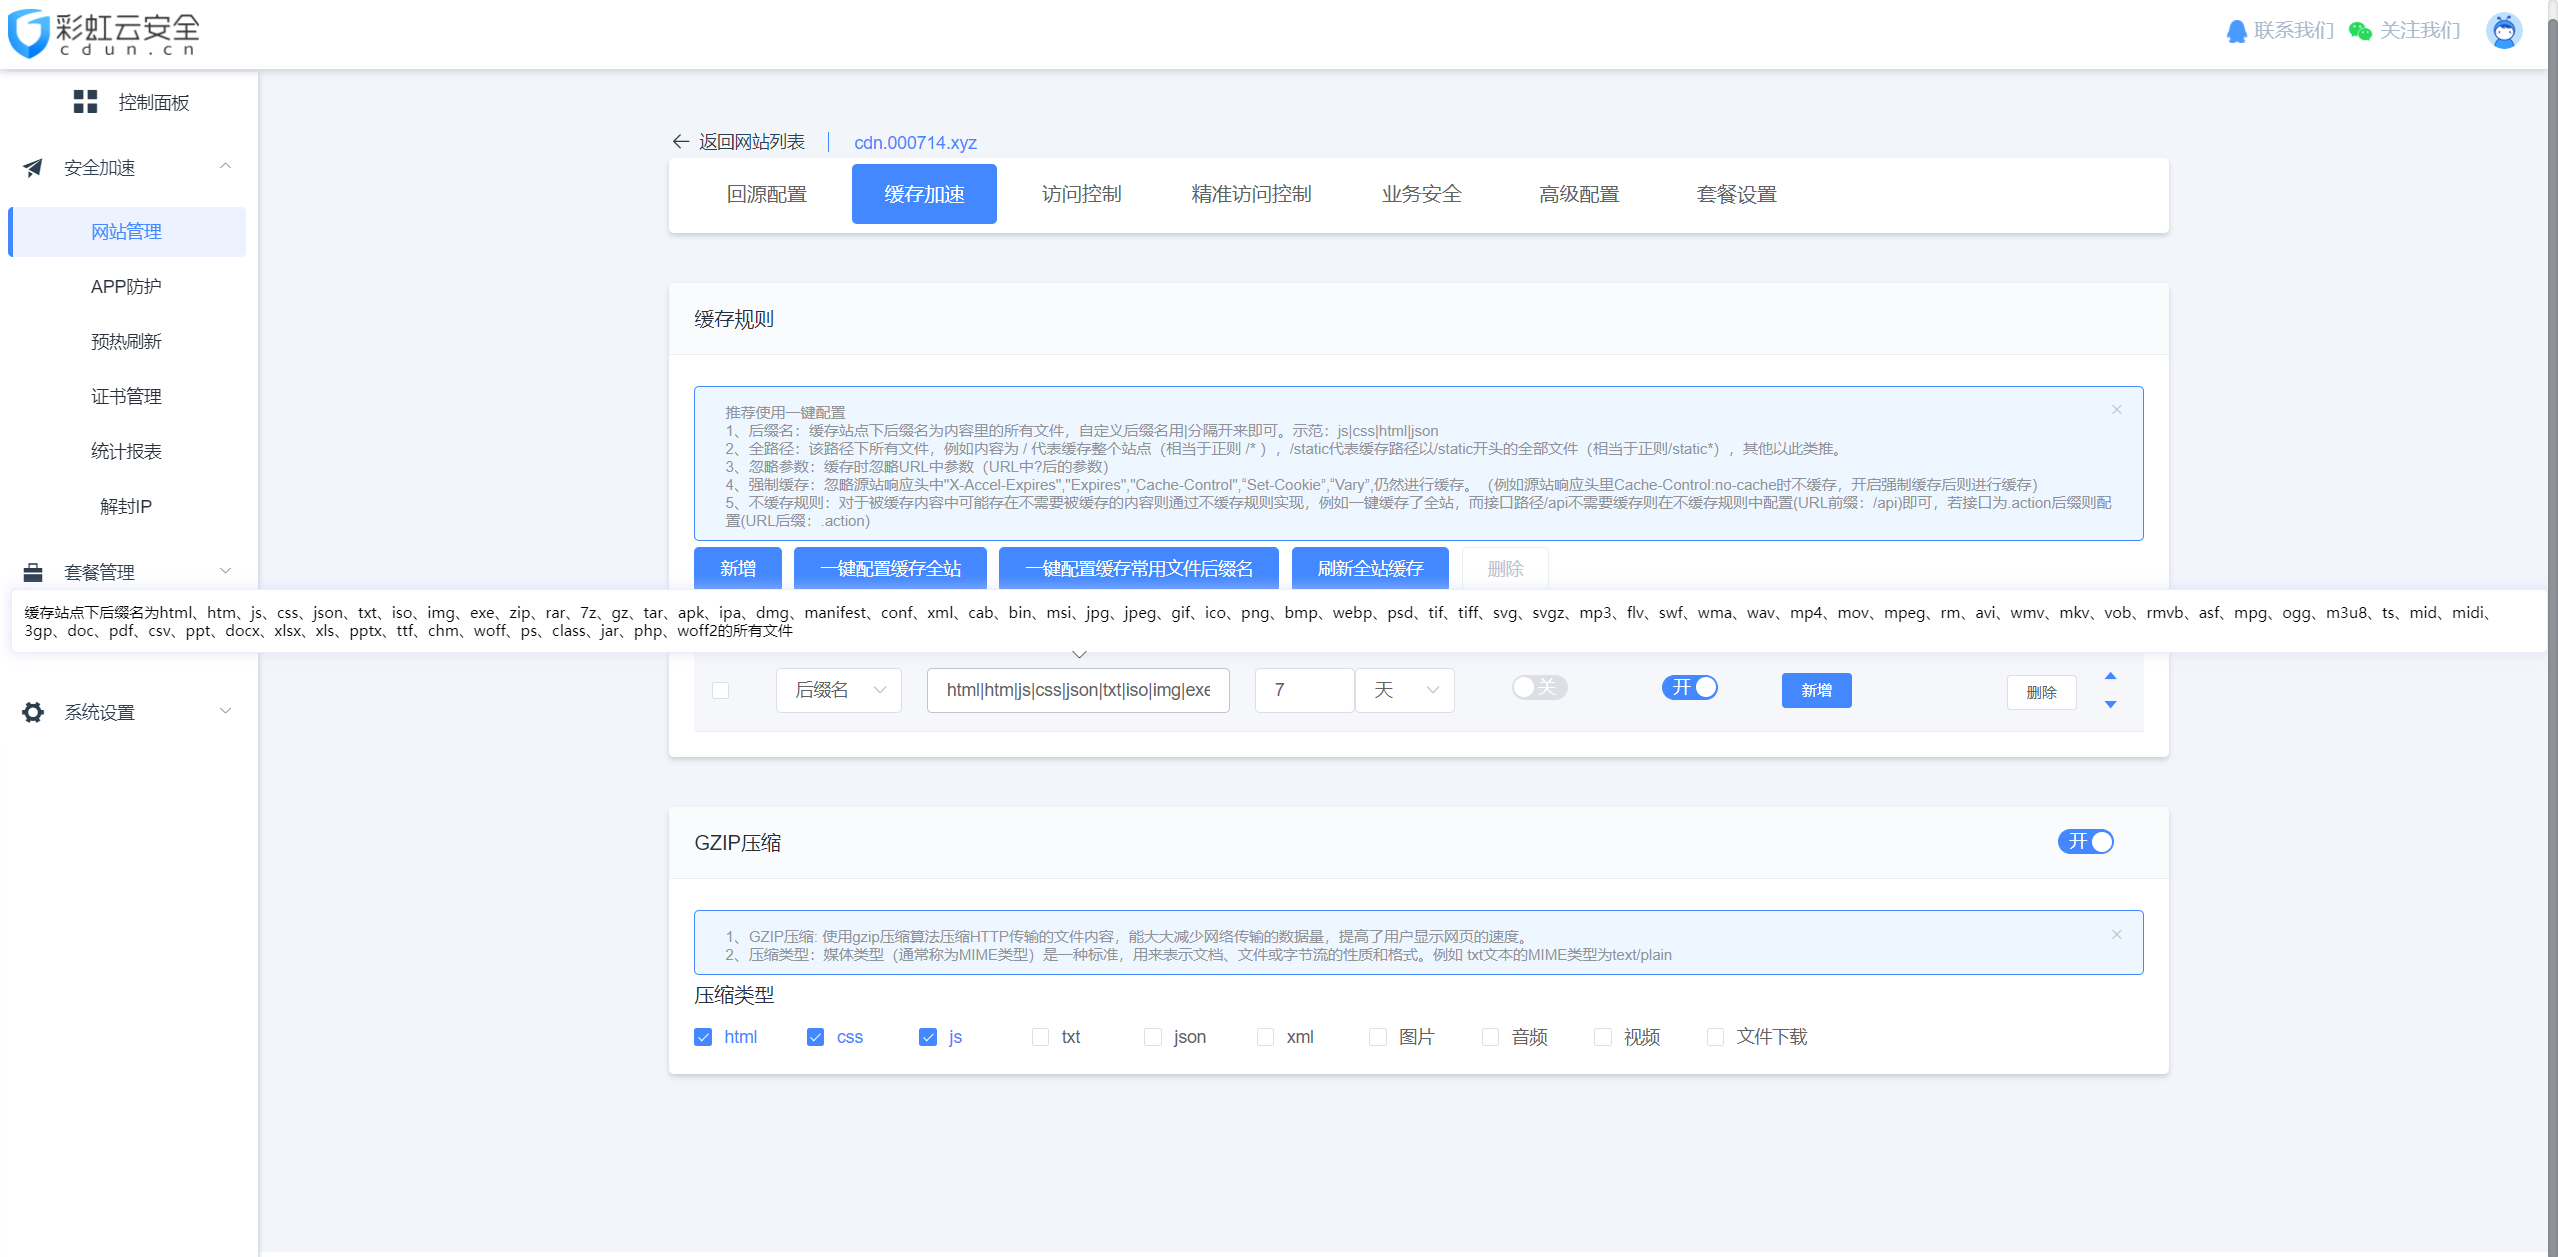 彩虹云安全
cdun.cn
联系我们
关注我们
控制面板
安全加速
网站管理
APP防护
预热刷新
证书管理
统计报表
解封IP
套餐管理
系统设置
返回网站列表
cdn.000714.xyz
回源配置 缓存加速 访问控制 精准访问控制 业务安全 高级配置 套餐设置
缓存规则
推荐使用一键配置
1、后缀名：缓存站点下后缀名为内容里的所有文件，自定义后缀名用|分隔开来即可。示范：js|css|html|json
2、全路径：该路径下所有文件，例如内容为 / 代表缓存整个站点（相当于正则 /* ），/static代表缓存路径以/static开头的全部文件（相当于正则/static*），其他以此类推。
3、忽略参数：缓存时忽略URL中参数（URL中?后的参数）
4、强制缓存：忽略源站响应头中"X-Accel-Expires","Expires","Cache-Control",“Set-Cookie”,“Vary”,仍然进行缓存。（例如源站响应头里Cache-Control:no-cache时不缓存，开启强制缓存后则进行缓存）
5、不缓存规则：对于被缓存内容中可能存在不需要被缓存的内容则通过不缓存规则实现，例如一键缓存了全站，而接口路径/api不需要缓存则在不缓存规则中配置(URL前缀：/api)即可，若接口为.action后缀则配
置(URL后缀：.action)
新增 一键配置缓存全站 一键配置缓存常用文件后缀名 刷新全站缓存 删除
缓存站点下后缀名为html、htm、js、css、json、txt、iso、img、exe、zip、rar、7z、gz、tar、apk、ipa、dmg、manifest、conf、xml、cab、bin、msi、jpg、jpeg、gif、ico、png、bmp、webp、psd、tif、tiff、svg、svgz、mp3、flv、swf、wma、wav、mp4、mov、mpeg、rm、avi、wmv、mkv、vob、rmvb、asf、mpg、ogg、m3u8、ts、mid、midi、
3gp、doc、pdf、csv、ppt、docx、xlsx、xls、pptx、ttf、chm、woff、ps、class、jar、php、woff2的所有文件
后缀名 html|htm|js|css|json|txt|iso|img|exe 7 天 关 开 新增 删除
GZIP压缩
开
1、GZIP压缩: 使用gzip压缩算法压缩HTTP传输的文件内容，能大大减少网络传输的数据量，提高了用户显示网页的速度。
2、压缩类型：媒体类型（通常称为MIME类型）是一种标准，用来表示文档、文件或字节流的性质和格式。例如 txt文本的MIME类型为text/plain
压缩类型
html css js txt json xml 图片 音频 视频 文件下载